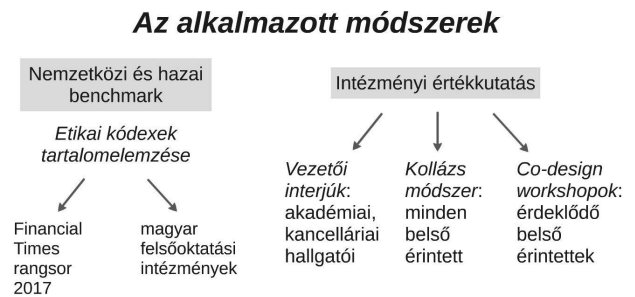 Az alkalmazott módszerek
Nemzetközi és hazai
benchmark
Etikai kódexek
tartalomelemzése
Financial
Times
rangsor
2017
magyar
felsőoktatási
intézmények
Intézményi értékkutatás
Vezetői
interjúk:
akadémiai,
kancelláriai
hallgatói
Kollázs
módszer:
minden
belső
érintett
Co-design
workshopok:
érdeklődő
belső
érintettek